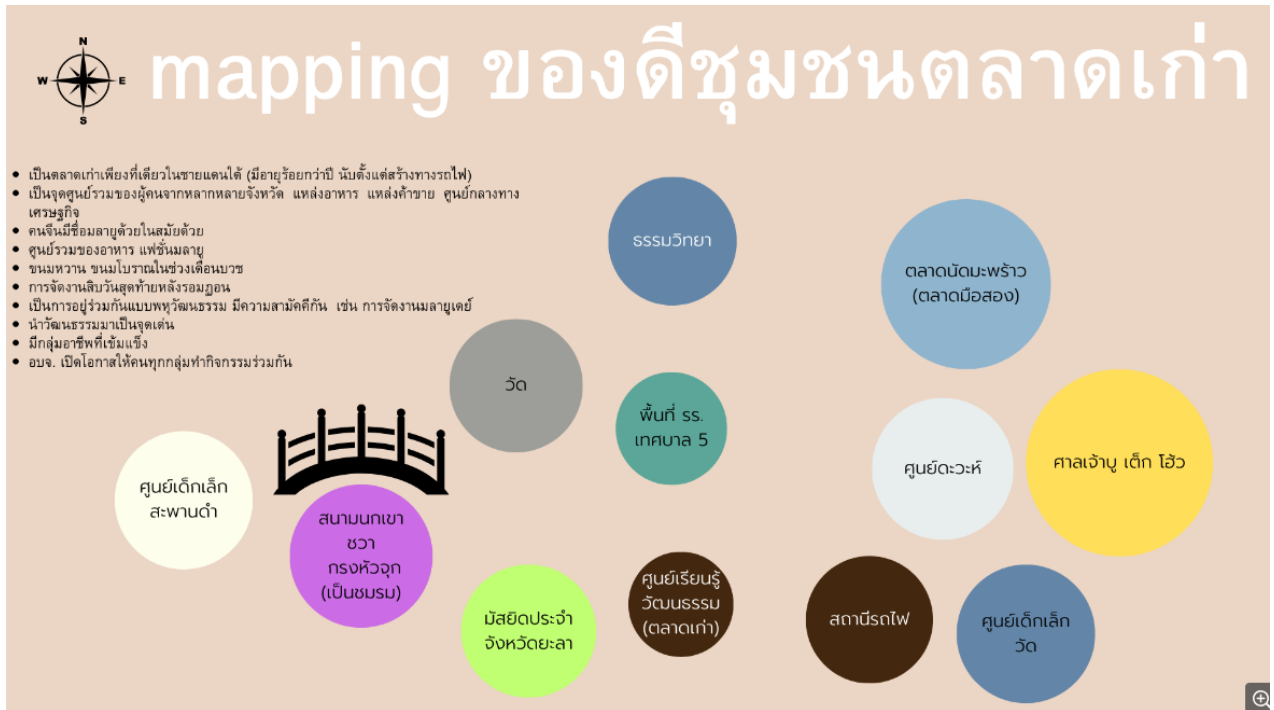 N
W E
S
mapping ของดีชุมชนตลาดเก่า
• เป็นตลาดเก่าเพียงที่เดียวในชายแดนใต้ (มีอายุร้อยกว่าปี นับตั้งแต่สร้างทางรถไฟ)
• เป็นจุดศูนย์รวมของผู้คนจากหลากหลายจังหวัด แหล่งอาหาร แหล่งค้าขาย ศูนย์กลางทาง
เศรษฐกิจ
• คนจีนมีชื่อมลายูด้วยในสมัยด้วย
• ศูนย์รวมของอาหาร แฟชั่นมลายู
• ขนมหวาน ขนมโบราณในช่วงเดือนบวช
• การจัดงานสิบวันสุดท้ายหลังรอมฎอน
• เป็นการอยู่ร่วมกันแบบพหุวัฒนธรรม มีความสามัคคีกัน เช่น การจัดงานมลายูเดย์
• นำวัฒนธรรมมาเป็นจุดเด่น
• มีกลุ่มอาชีพที่เข้มแข็ง
• อบจ. เปิดโอกาสให้คนทุกกลุ่มทำกิจกรรมร่วมกัน
ธรรมวิทยา
ตลาดนัดมะพร้าว
(ตลาดมือสอง)
วัด
พื้นที่ รร.
เทศบาล 5
ศูนย์ดะวะห์
ศาลเจ้าบู เต็ก โฮ้ว
ศูนย์เด็กเล็ก
สะพานดำ
สนามนกเขา
ชวา
กรงหัวจุก
(เป็นชมรม)
มัสยิดประจำ
จังหวัดยะลา
ศูนย์เรียนรู้
วัฒนธรรม
(ตลาดเก่า)
สถานีรถไฟ
ศูนย์เด็กเล็ก
วัด